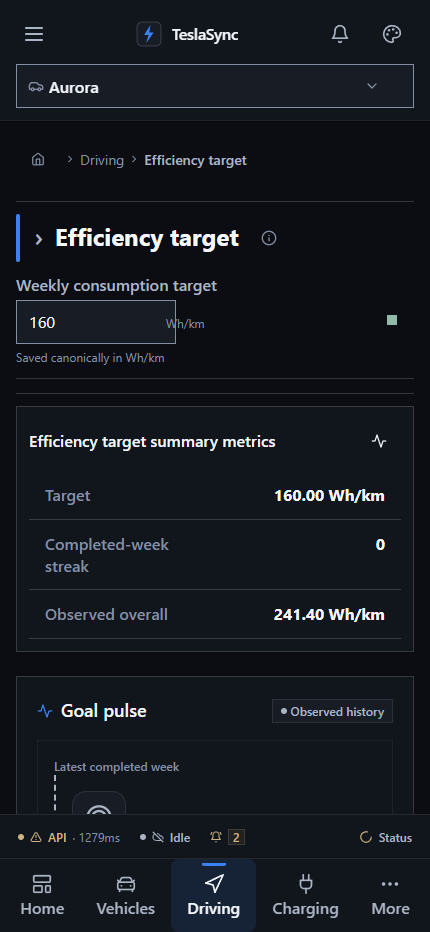 TeslaSync
Aurora
Driving
Efficiency target
Efficiency target
Weekly consumption target
160
Wh/km
Saved canonically in Wh/km
Efficiency target summary metrics
Target
160.00 Wh/km
Completed-week
streak
0
Observed overall
241.40 Wh/km
Goal pulse
Observed history
Latest completed week
API · 1279ms
Idle
2
Status
Home
Vehicles
Driving
Charging
More